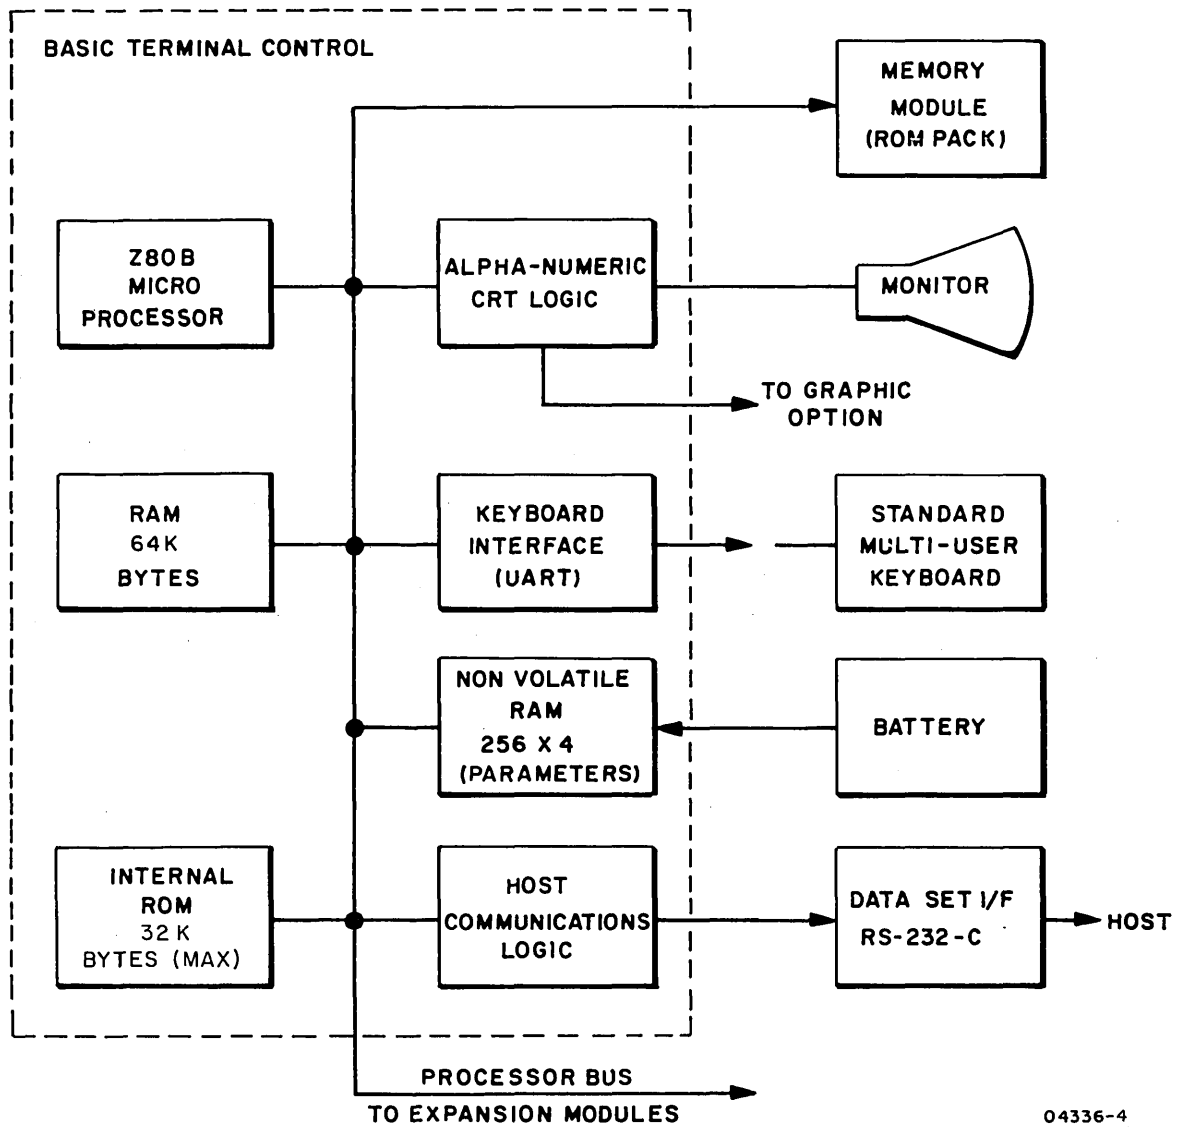 BASIC TERMINAL CONTROL
MEMORY
MODULE
(ROM PACK)
Z80B
MICRO
PROCESSOR
ALPHA-NUMERIC
CRT LOGIC
MONITOR
TO GRAPHIC
OPTION
RAM
64K
BYTES
KEYBOARD
INTERFACE
(UART)
STANDARD
MULTI-USER
KEYBOARD
NON VOLATILE
RAM
256 X 4
(PARAMETERS)
BATTERY
INTERNAL
ROM
32K
BYTES (MAX)
HOST
COMMUNICATIONS
LOGIC
DATA SET I/F
RS-232-C
HOST
PROCESSOR BUS
TO EXPANSION MODULES
04336-4